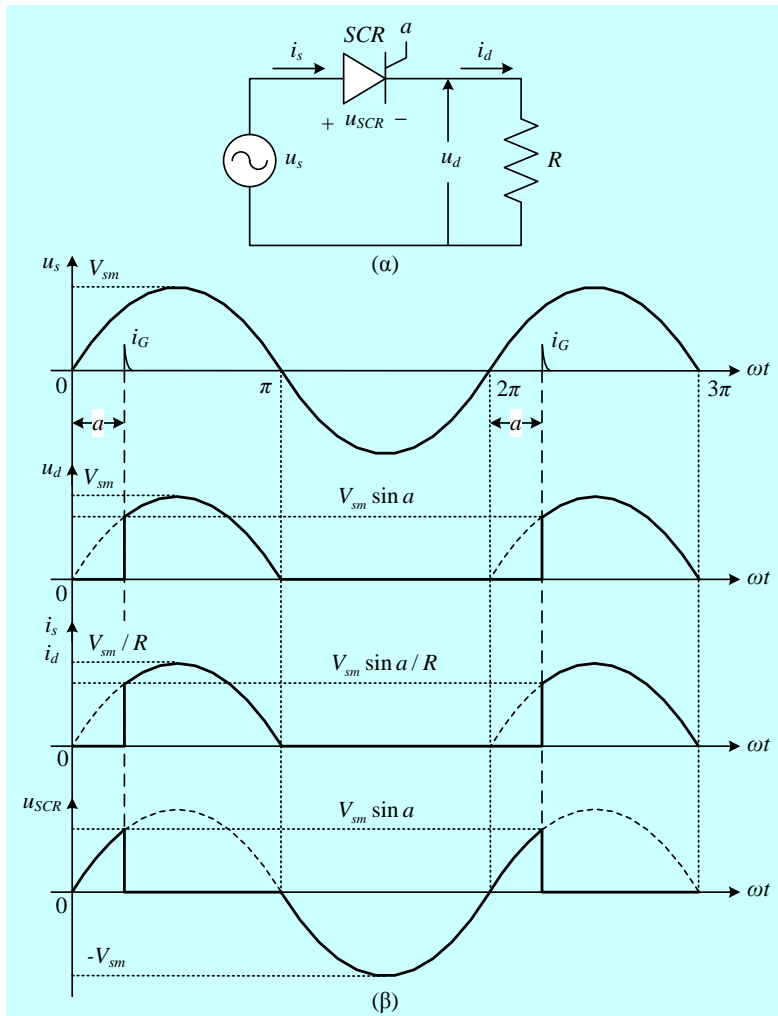 SCR a
i_s i_d
+ u_SCR −
u_s u_d R
(α)
u_s V_sm
i_G i_G
0 π 2π 3π ωt
a a
u_d V_sm
V_sm sin a
0 ωt
i_s V_sm / R
i_d V_sm sin a / R
0 ωt
u_SCR V_sm sin a
0 ωt
-V_sm
(β)